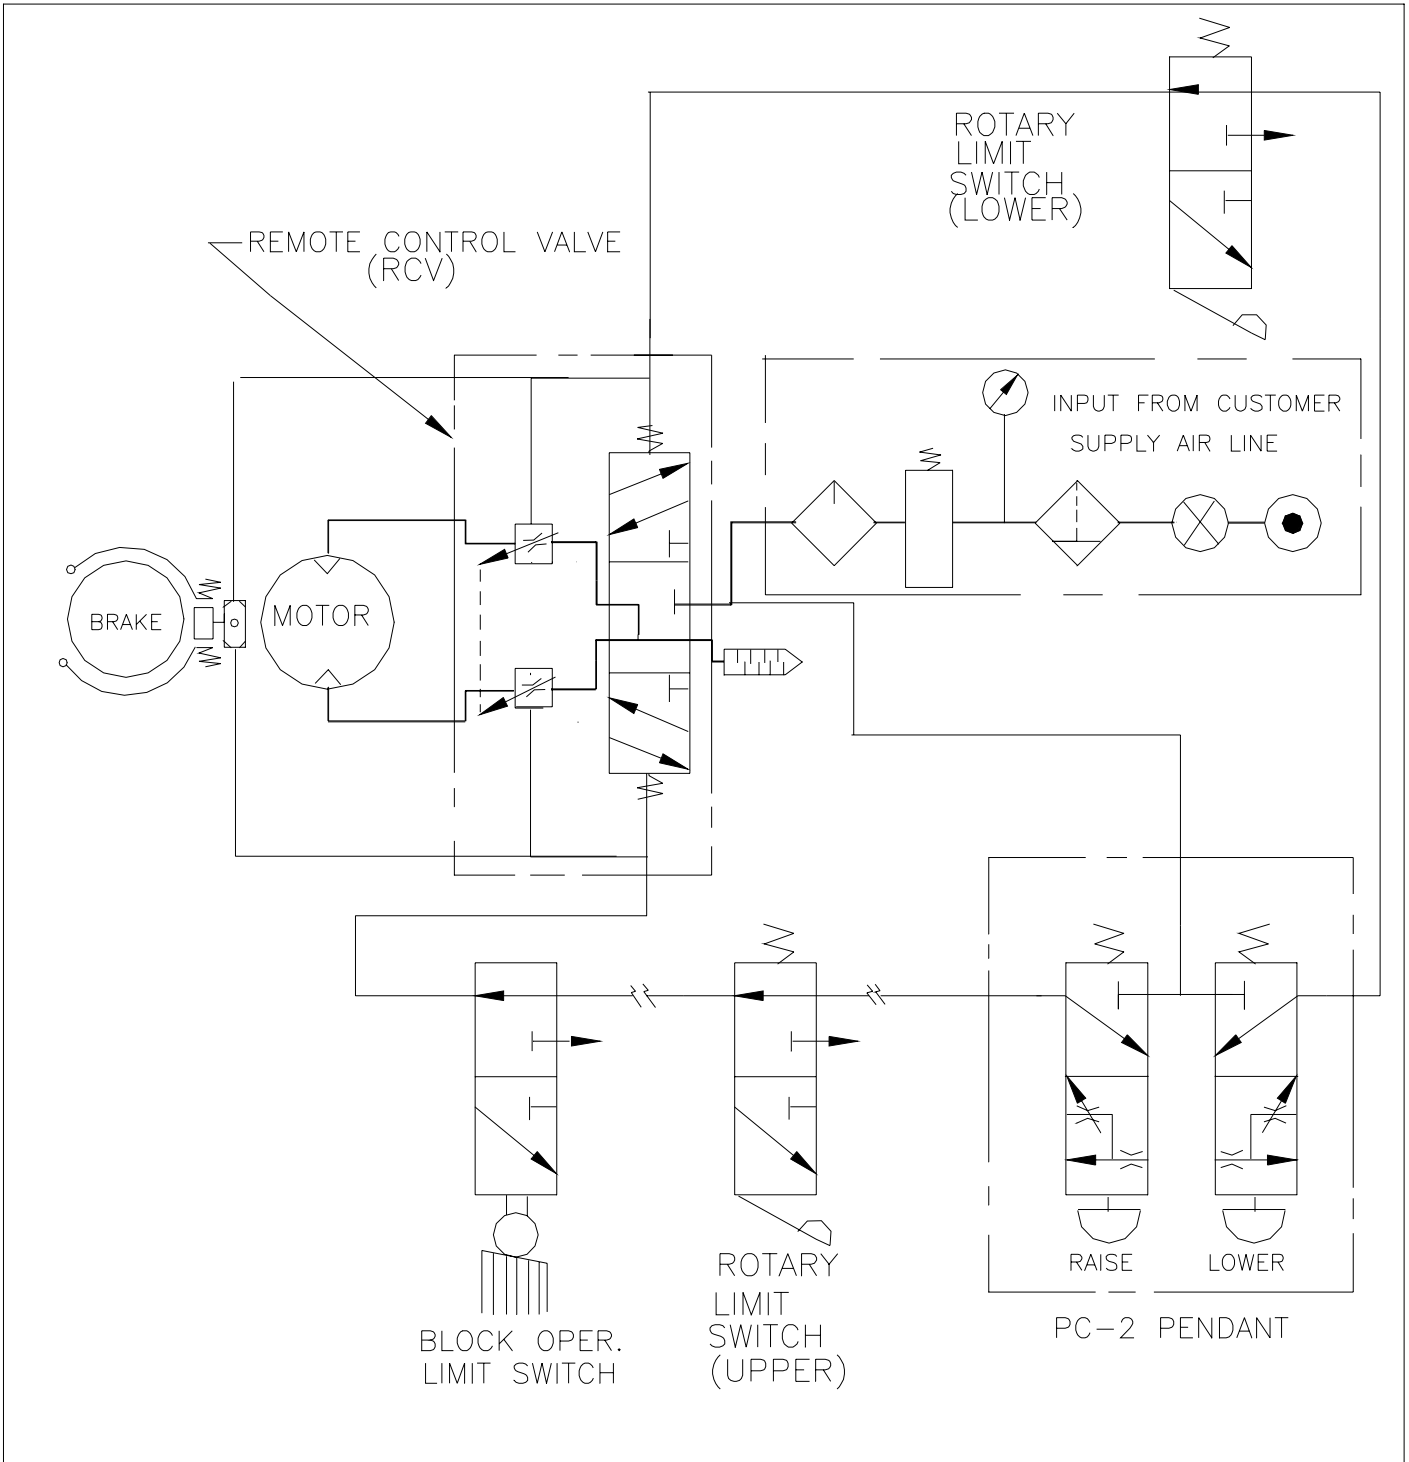 ROTARY
LIMIT
SWITCH
(LOWER)
REMOTE CONTROL VALVE
(RCV)
INPUT FROM CUSTOMER
SUPPLY AIR LINE
BRAKE
MOTOR
RAISE
LOWER
PC-2 PENDANT
ROTARY
LIMIT
SWITCH
(UPPER)
BLOCK OPER.
LIMIT SWITCH